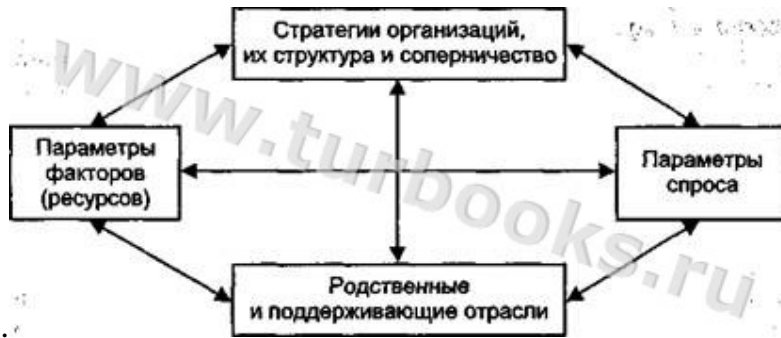 Стратегии организаций,
их структура и соперничество
Параметры
факторов
(ресурсов)
Параметры
спроса
Родственные
и поддерживающие отрасли
www.turbooks.ru